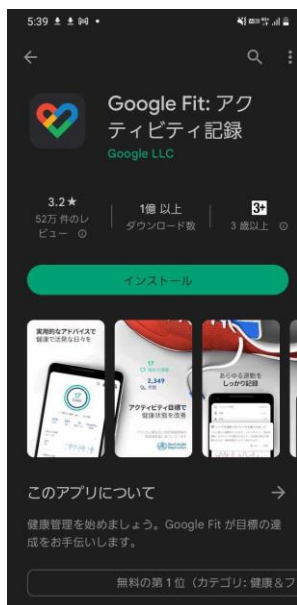 5:39
Google Fit: アク
ティビティ記録
Google LLC
3.2★
52万 件のレ
ビュー
1億 以上
ダウンロード数
3+
3 歳以上
インストール
実用的なアドバイスで
健康で活発な日々を
2,349
アクティビティ目標で
健康状態を改善
あらゆる運動を
しっかり記録
このアプリについて
健康管理を始めましょう。Google Fit が目標の達
成をお手伝いします。
無料の第 1 位（カテゴリ: 健康＆フ